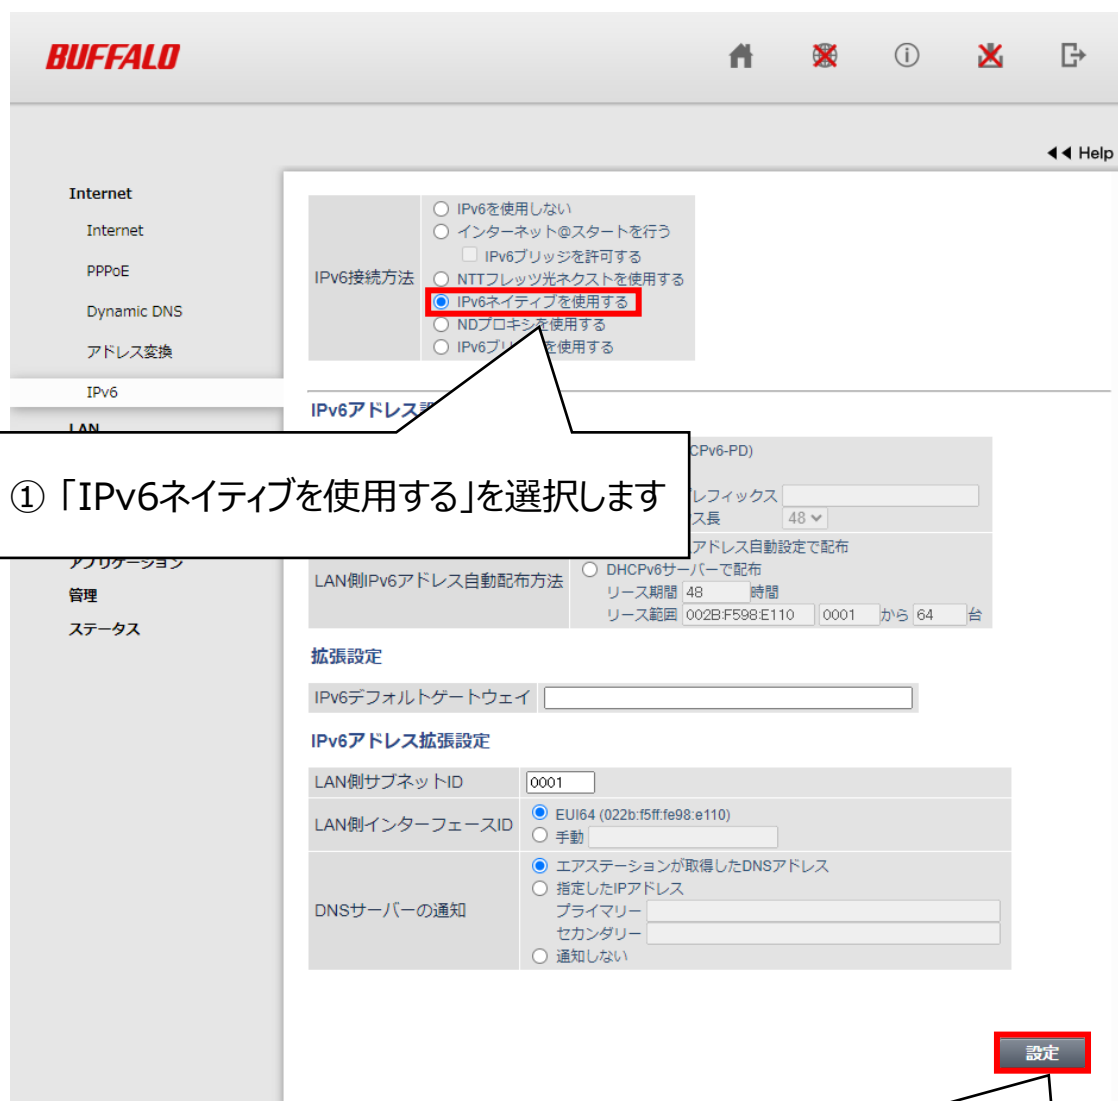 BUFFALO
Help
Internet
Internet
PPPoE
Dynamic DNS
アドレス変換
IPv6
LAN
アプリケーション
管理
ステータス
IPv6接続方法
IPv6を使用しない
インターネット@スタートを行う
IPv6ブリッジを許可する
NTTフレッツ光ネクストを使用する
IPv6ネイティブを使用する
NDプロキシを使用する
IPv6ブリ を使用する
IPv6アドレス
CPv6-PD)
レフィックス
ス長 48
①「IPv6ネイティブを使用する」を選択します
LAN側IPv6アドレス自動配布方法
アドレス自動設定で配布
DHCPv6サーバーで配布
リース期間 48 時間
リース範囲 002B:F598:E110 0001 から 64 台
拡張設定
IPv6デフォルトゲートウェイ
IPv6アドレス拡張設定
LAN側サブネットID 0001
LAN側インターフェースID
EUI64 (022b:f5ff:fe98:e110)
手動
DNSサーバーの通知
エアステーションが取得したDNSアドレス
指定したIPアドレス
プライマリー
セカンダリー
通知しない
設定